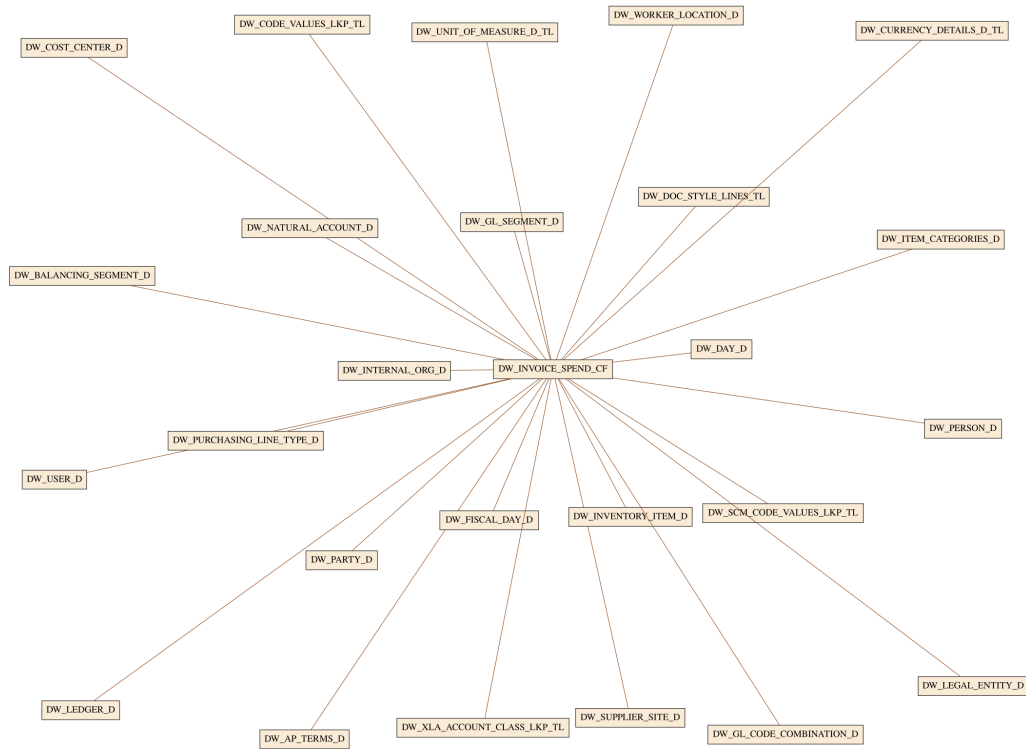 DW_CODE_VALUES_LKP_TL
DW_WORKER_LOCATION_D
DW_UNIT_OF_MEASURE_D_TL
DW_CURRENCY_DETAILS_D_TL
DW_COST_CENTER_D
DW_DOC_STYLE_LINES_TL
DW_GL_SEGMENT_D
DW_NATURAL_ACCOUNT_D
DW_ITEM_CATEGORIES_D
DW_BALANCING_SEGMENT_D
DW_DAY_D
DW_INVOICE_SPEND_CF
DW_INTERNAL_ORG_D
DW_PERSON_D
DW_PURCHASING_LINE_TYPE_D
DW_USER_D
DW_SCM_CODE_VALUES_LKP_TL
DW_INVENTORY_ITEM_D
DW_FISCAL_DAY_D
DW_PARTY_D
DW_LEGAL_ENTITY_D
DW_LEDGER_D
DW_SUPPLIER_SITE_D
DW_XLA_ACCOUNT_CLASS_LKP_TL
DW_GL_CODE_COMBINATION_D
DW_AP_TERMS_D